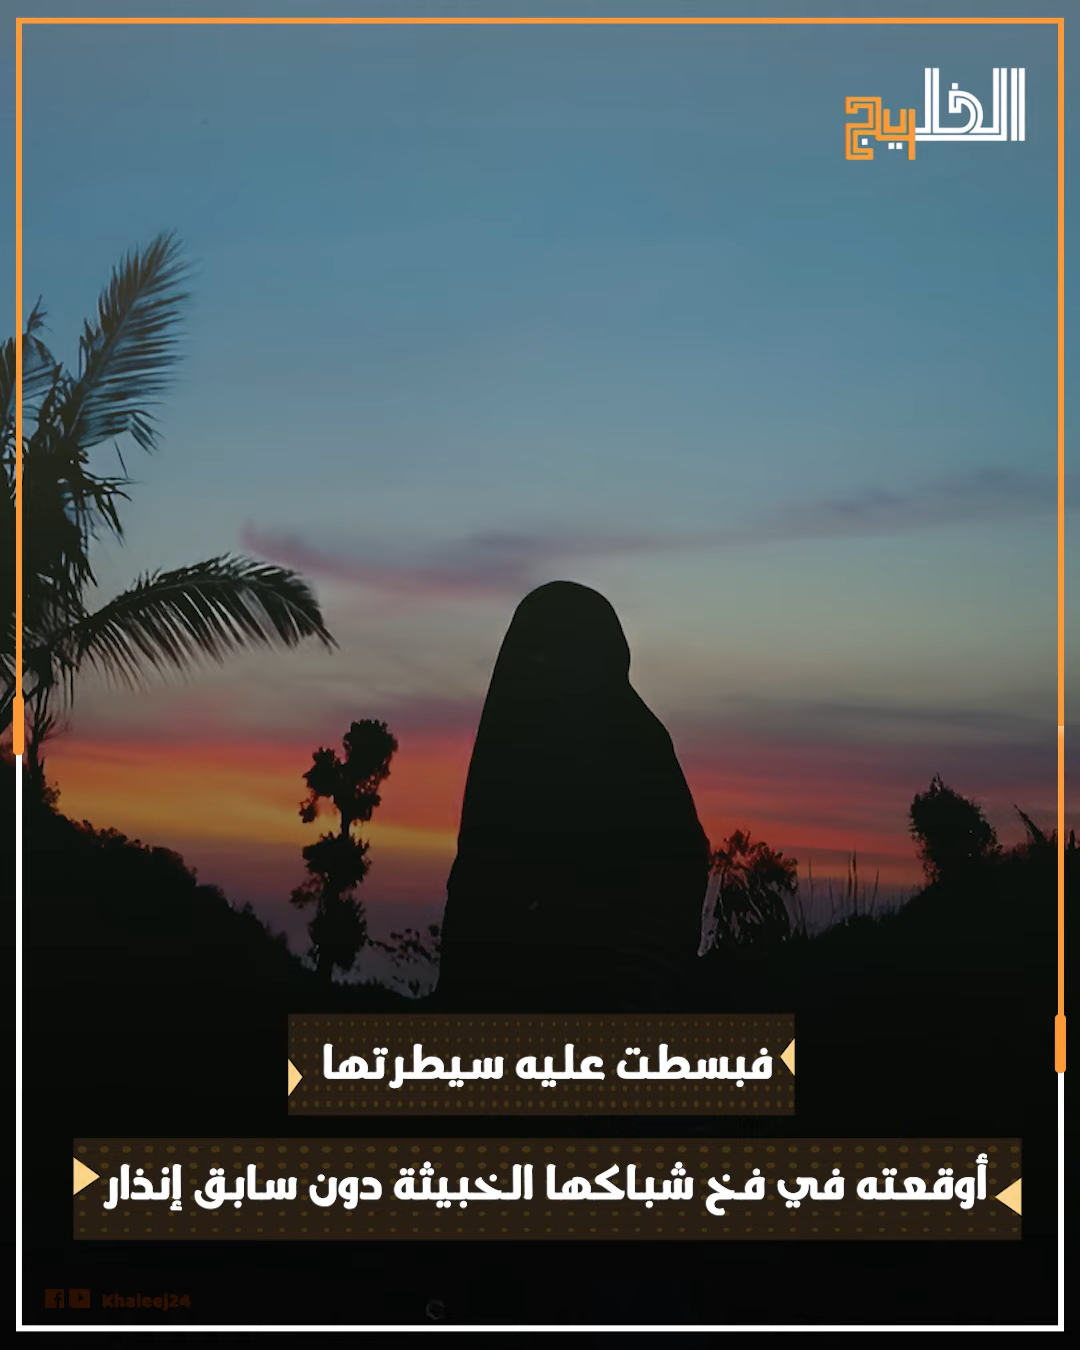 الخليج
فبسطت عليه سيطرتها
أوقعته في فخ شباكها الخبيثة دون سابق إنذار
Khaleej24